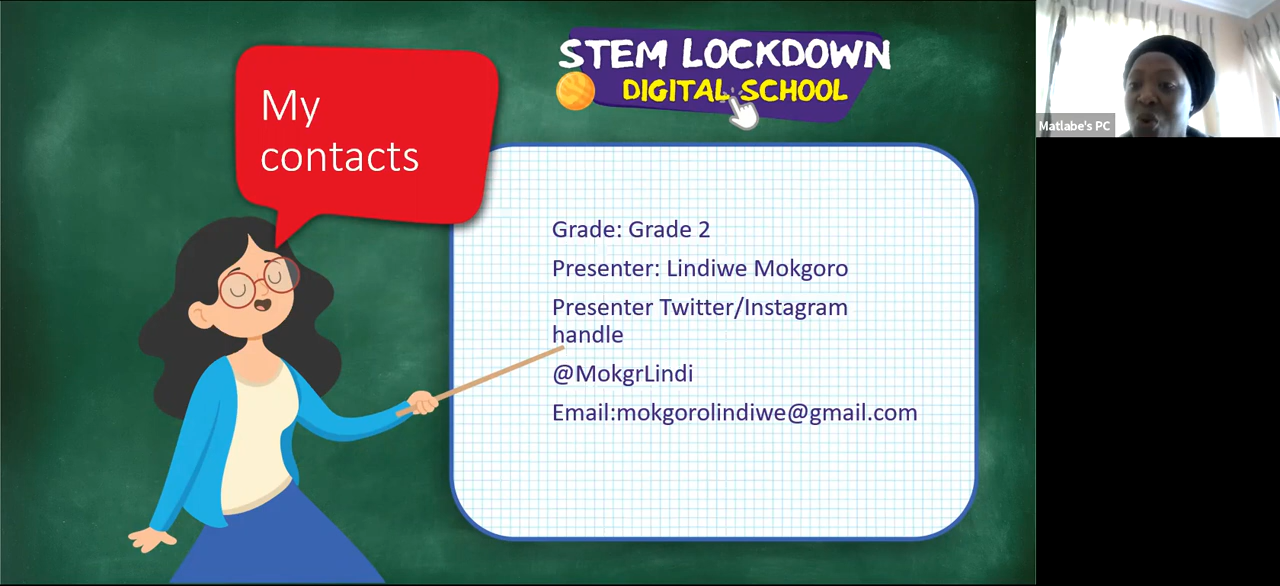 My
contacts
STEM LOCKDOWN
DIGITAL SCHOOL
Grade: Grade 2
Presenter: Lindiwe Mokgoro
Presenter Twitter/Instagram
handle
@MokgrLindi
Email:mokgorolindiwe@gmail.com
Matlabe's PC